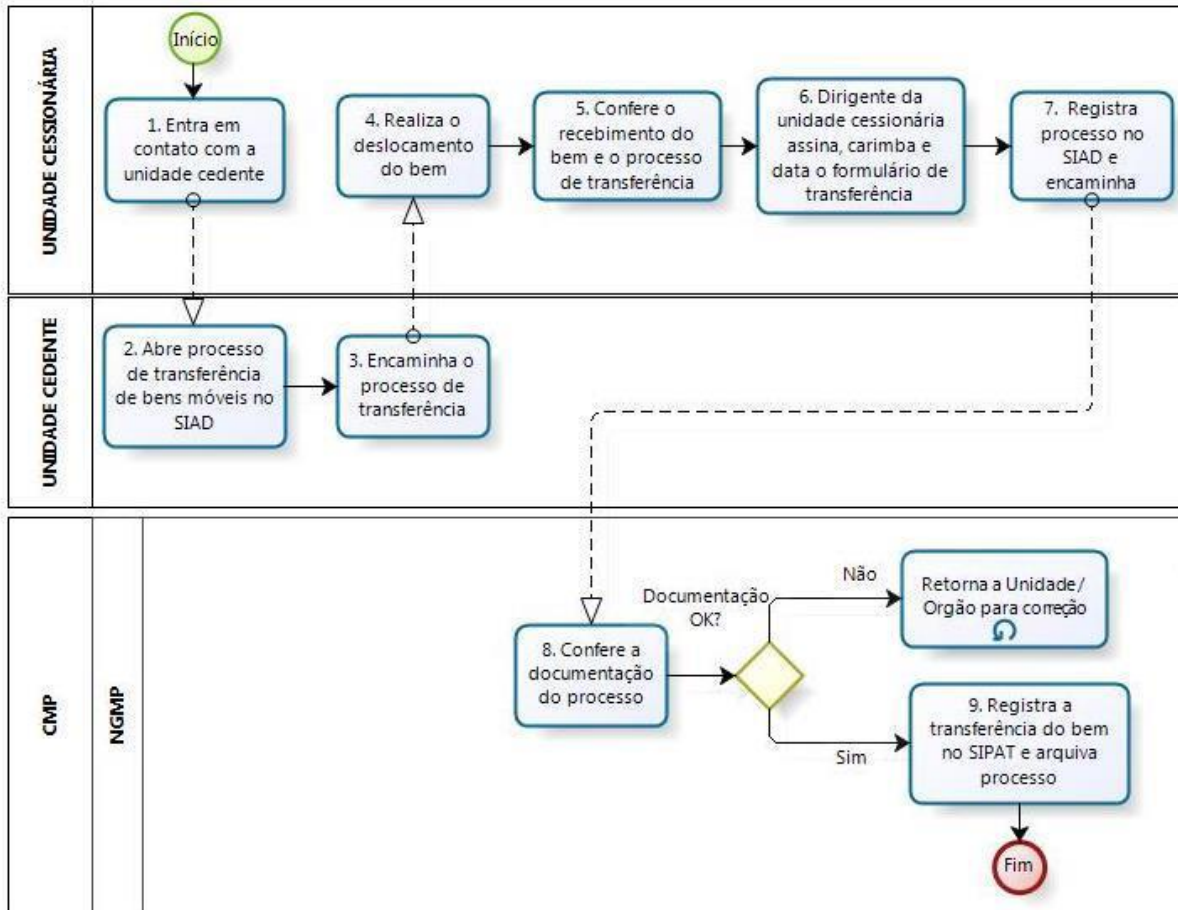 UNIDADE CESSIONÁRIA
Início
1. Entra em
contato com a
unidade cedente
4. Realiza o
deslocamento
do bem
5. Confere o
recebimento do
bem e o processo
de transferência
6. Dirigente da
unidade cessionária
assina, carimba e
data o formulário de
transferência
7. Registra
processo no
SIAD e
encaminha
UNIDADE CEDENTE
2. Abre processo
de transferência
de bens móveis no
SIAD
3. Encaminha o
processo de
transferência
CMP
NGMP
8. Confere a
documentação
do processo
Documentação
OK?
Não
Retorna a Unidade/
Orgão para correção
Sim
9. Registra a
transferência do bem
no SIPAT e arquiva
processo
Fim